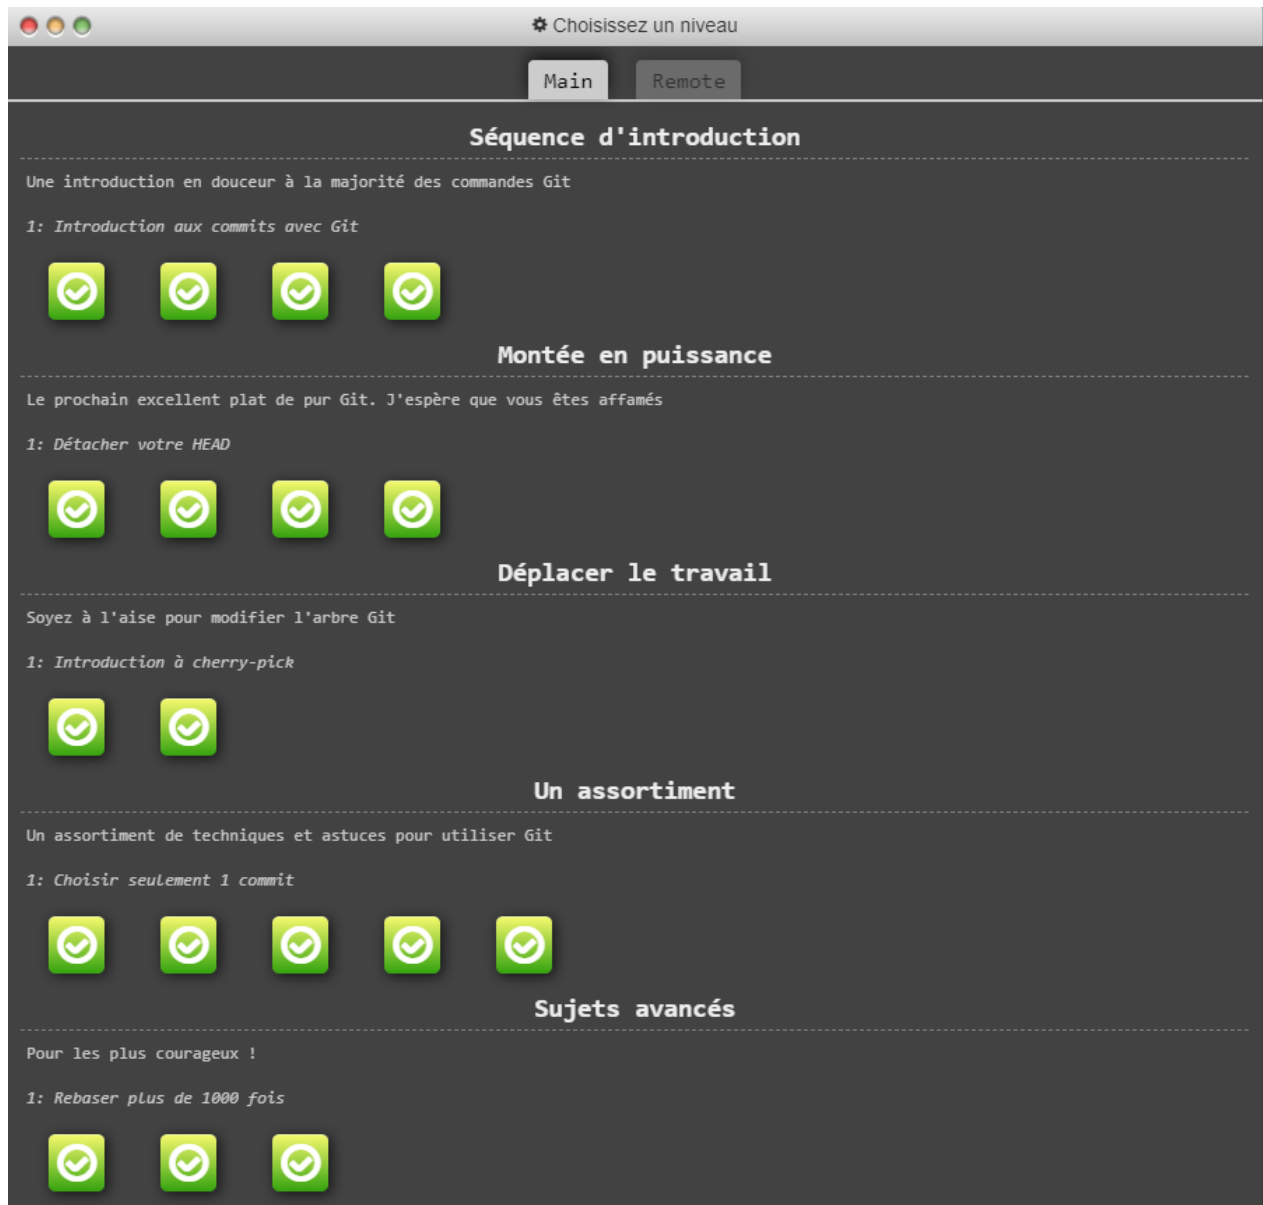 Choisissez un niveau
Main
Remote
Séquence d'introduction
Une introduction en douceur à la majorité des commandes Git
1: Introduction aux commits avec Git
Montée en puissance
Le prochain excellent plat de pur Git. J'espère que vous êtes affamés
1: Détacher votre HEAD
Déplacer le travail
Soyez à l'aise pour modifier l'arbre Git
1: Introduction à cherry-pick
Un assortiment
Un assortiment de techniques et astuces pour utiliser Git
1: Choisir seulement 1 commit
Sujets avancés
Pour les plus courageux !
1: Rebaser plus de 1000 fois